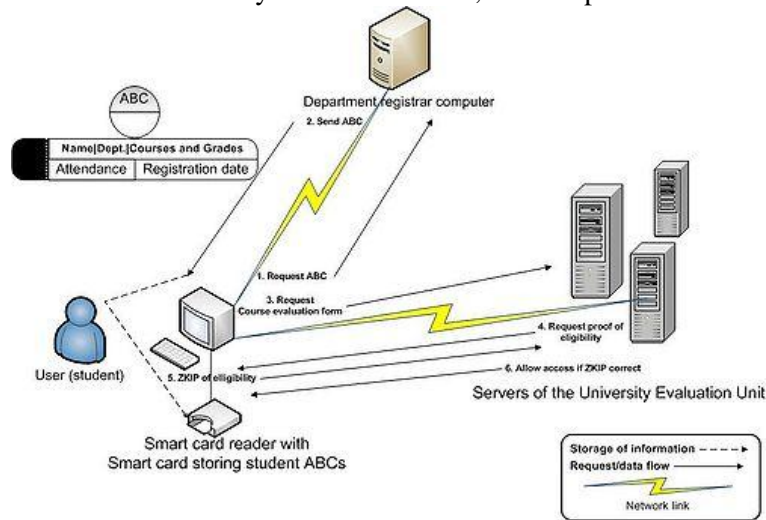 ABC
Department registrar computer
2. Send ABC
Name|Dept.|Courses and Grades
Attendance
Registration date
1. Request ABC
3. Request
Course evaluation form
4. Request proof of
eligibility
User (student)
5. ZKIP of elligibility
6. Allow access if ZKIP correct
Servers of the University Evaluation Unit
Smart card reader with
Smart card storing student ABCs
Storage of information
Request/data flow
Network link